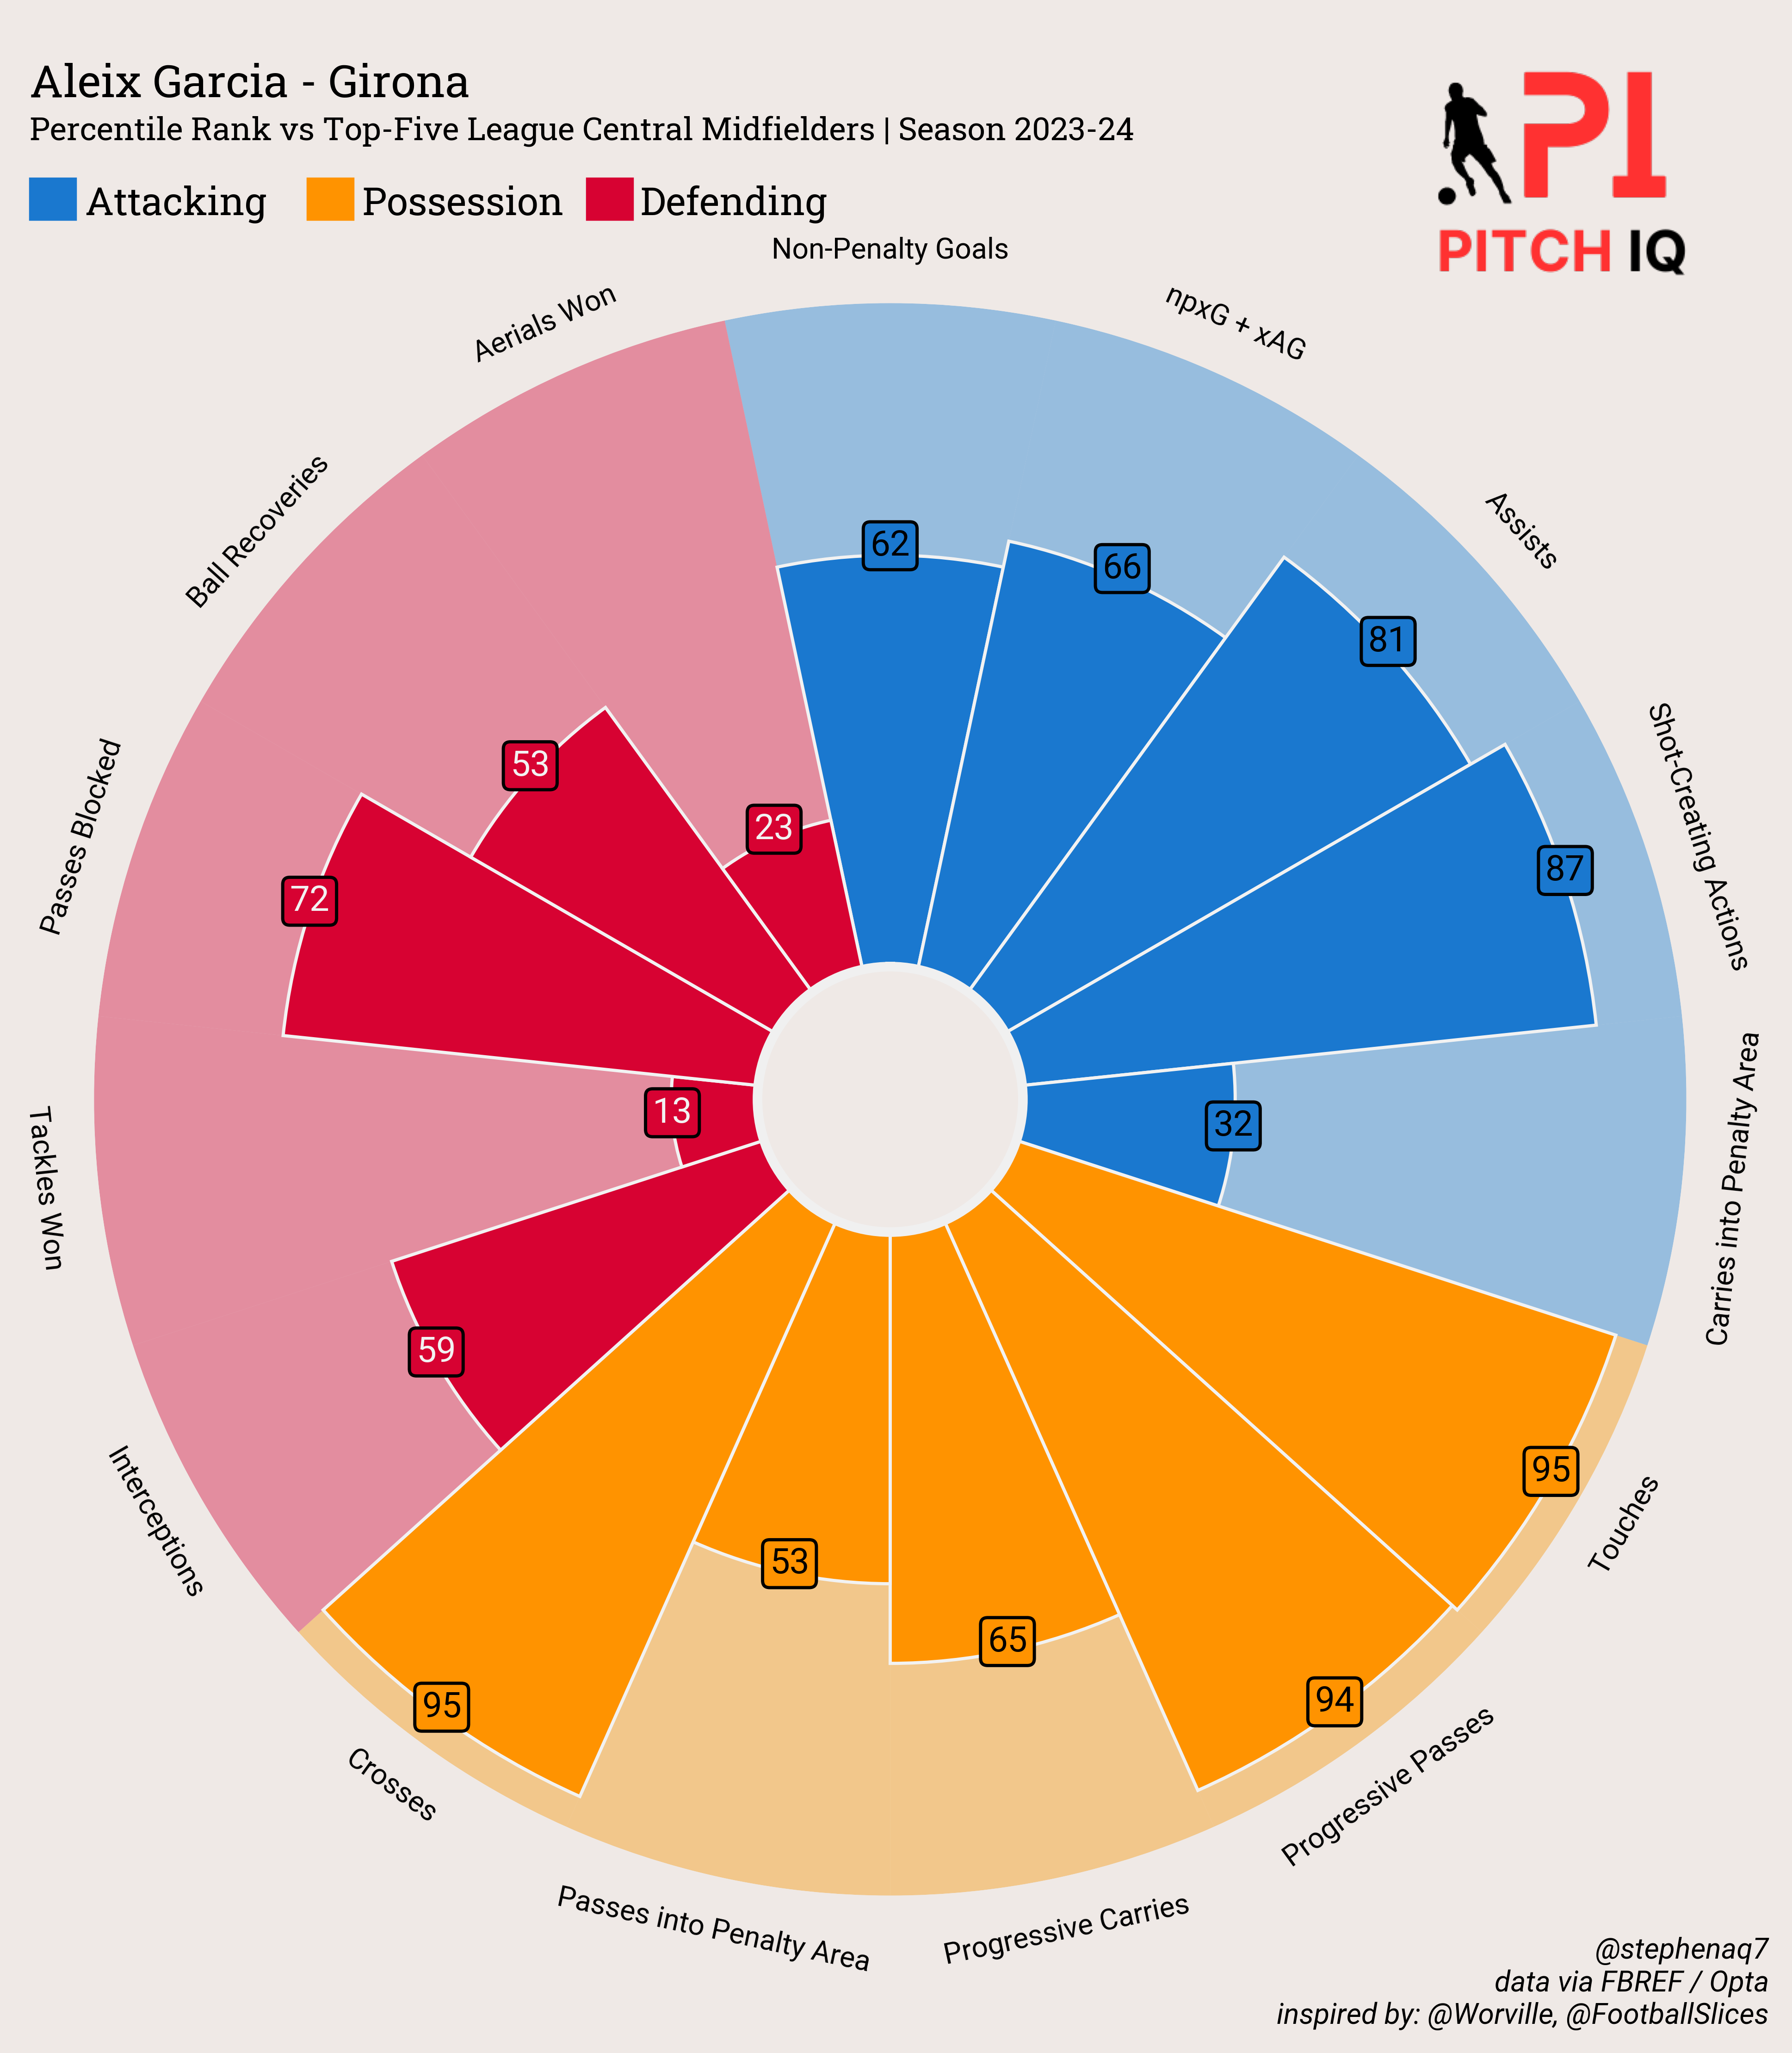 Aleix Garcia - Girona
Percentile Rank vs Top-Five League Central Midfielders | Season 2023-24
Attacking
Possession
Defending
PI
PITCH IQ
Non-Penalty Goals
62
npxG + xAG
66
Assists
81
Shot-Creating Actions
87
Carries into Penalty Area
32
Touches
95
Progressive Passes
94
Progressive Carries
65
Passes into Penalty Area
53
Crosses
95
Interceptions
59
Tackles Won
13
Passes Blocked
72
Ball Recoveries
53
Aerials Won
23
@stephenaq7
data via FBREF / Opta
inspired by: @Worville, @FootballSlices